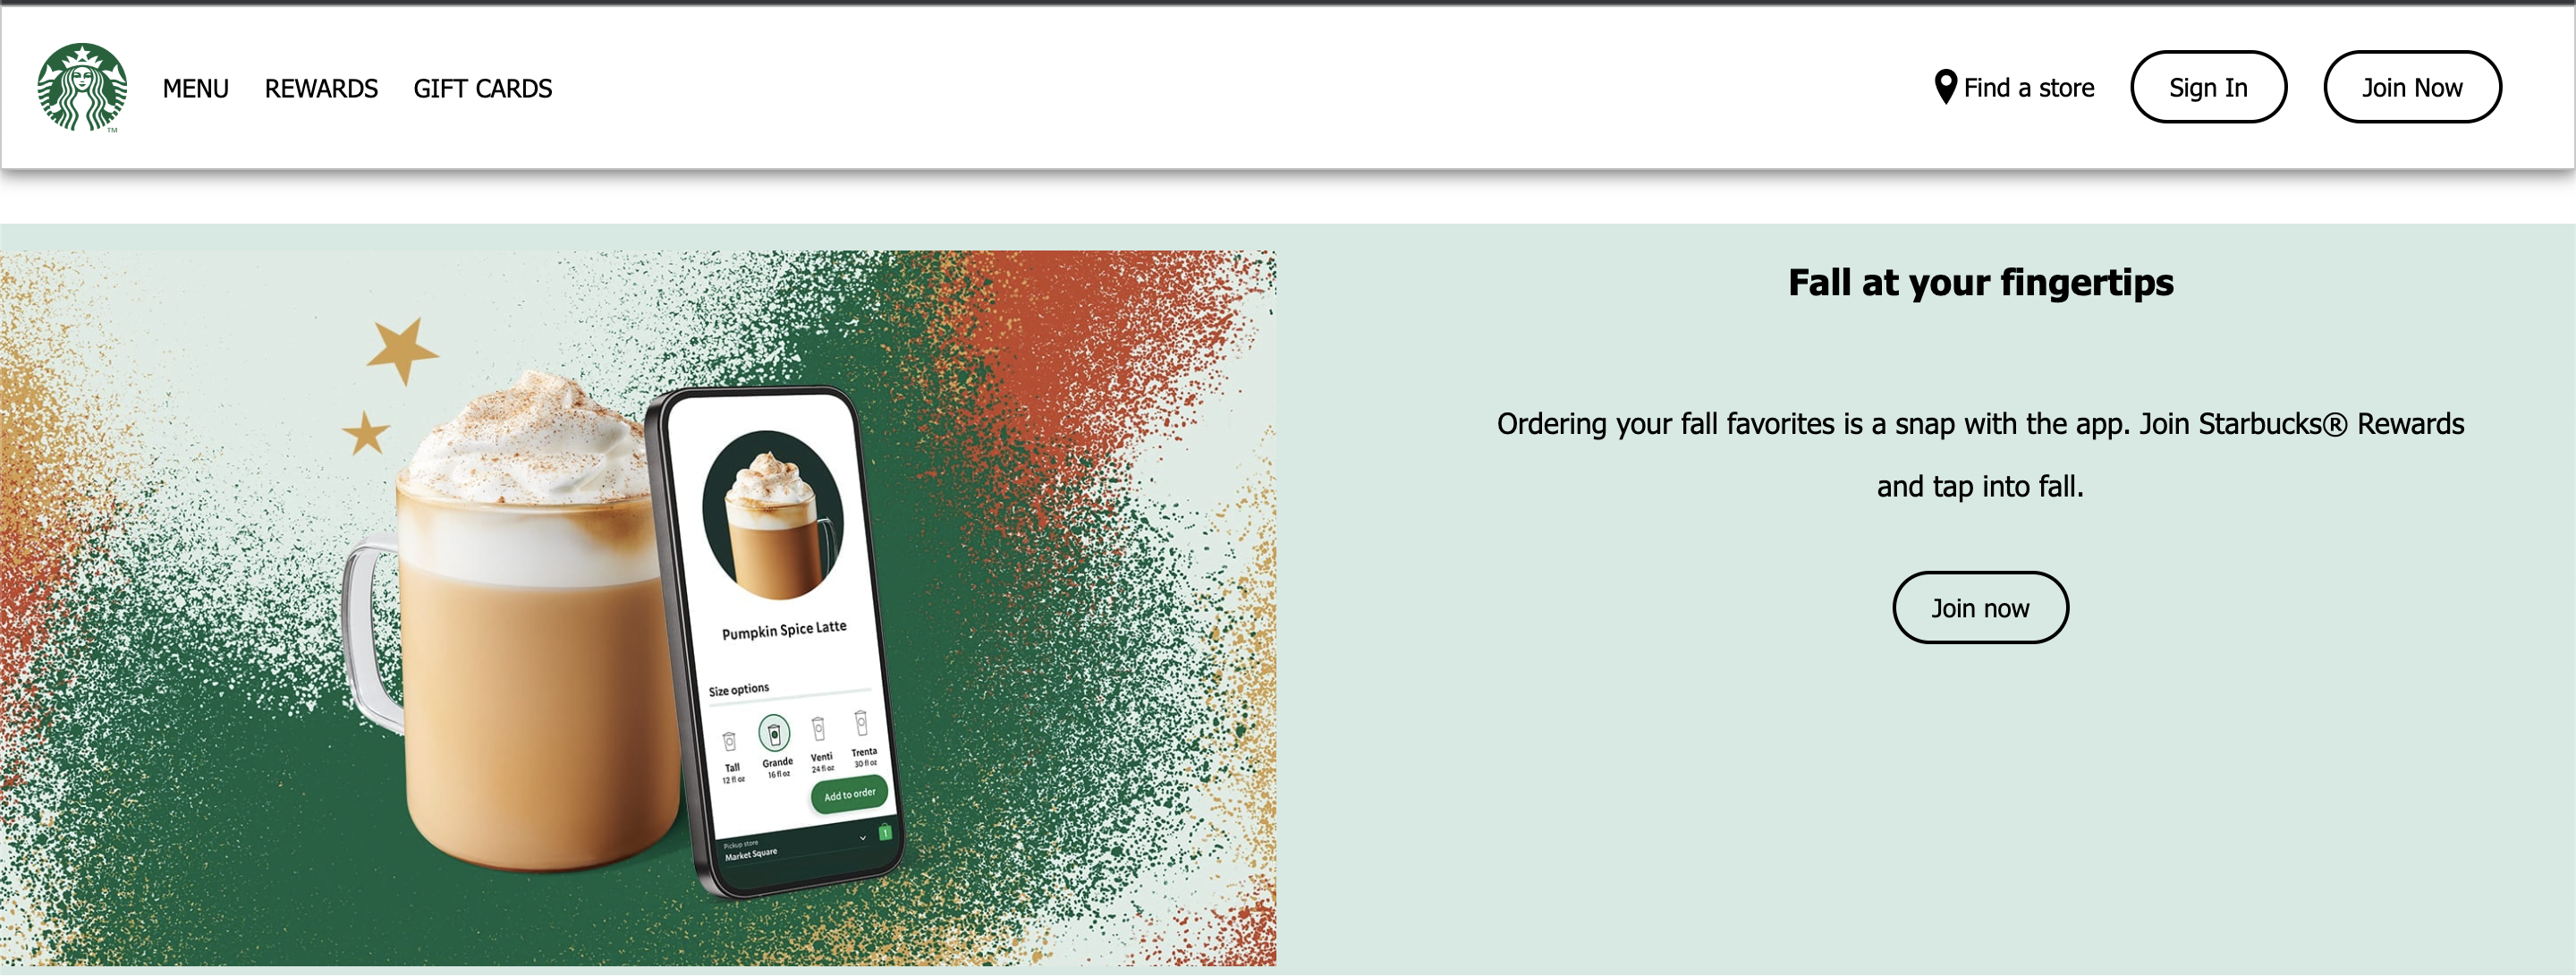 MENU REWARDS GIFT CARDS Find a store Sign In Join Now
TM
Fall at your fingertips
Ordering your fall favorites is a snap with the app. Join Starbucks® Rewards
and tap into fall.
Join now
Pumpkin Spice Latte
Size options
Tall Grande Venti Trenta
12 fl oz 16 fl oz 24 fl oz 30 fl oz
Add to order
Pickup store
Market Square
1